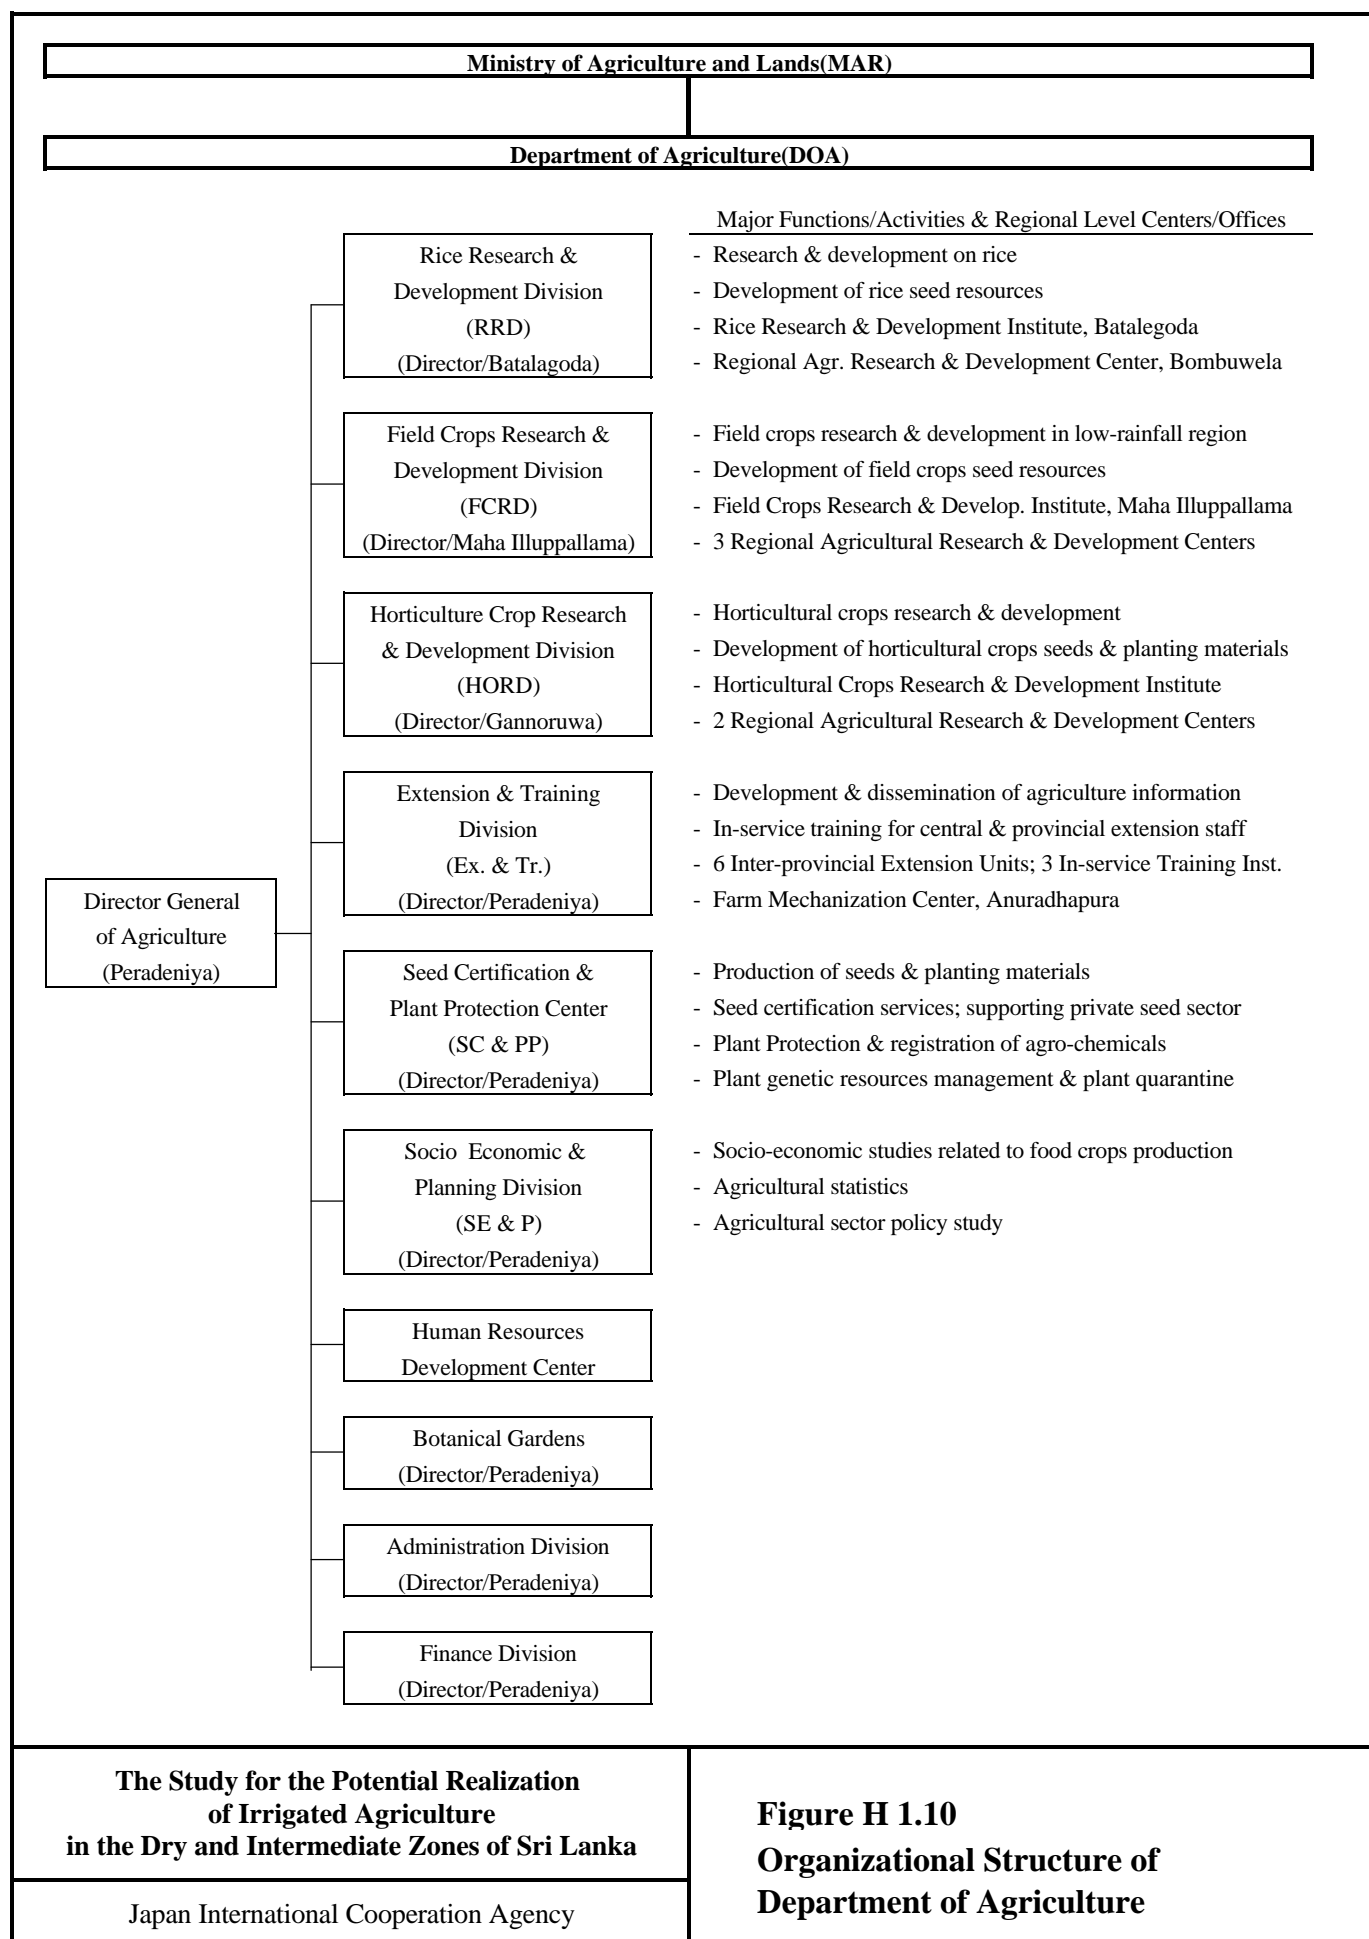 Ministry of Agriculture and Lands(MAR)
Department of Agriculture(DOA)
Major Functions/Activities & Regional Level Centers/Offices
Rice Research &
Development Division
(RRD)
(Director/Batalagoda)
- Research & development on rice
- Development of rice seed resources
- Rice Research & Development Institute, Batalegoda
- Regional Agr. Research & Development Center, Bombuwela
Field Crops Research &
Development Division
(FCRD)
(Director/Maha Illuppallama)
- Field crops research & development in low-rainfall region
- Development of field crops seed resources
- Field Crops Research & Develop. Institute, Maha Illuppallama
- 3 Regional Agricultural Research & Development Centers
Horticulture Crop Research
& Development Division
(HORD)
(Director/Gannoruwa)
- Horticultural crops research & development
- Development of horticultural crops seeds & planting materials
- Horticultural Crops Research & Development Institute
- 2 Regional Agricultural Research & Development Centers
Extension & Training
Division
(Ex. & Tr.)
(Director/Peradeniya)
- Development & dissemination of agriculture information
- In-service training for central & provincial extension staff
- 6 Inter-provincial Extension Units; 3 In-service Training Inst.
- Farm Mechanization Center, Anuradhapura
Director General
of Agriculture
(Peradeniya)
Seed Certification &
Plant Protection Center
(SC & PP)
(Director/Peradeniya)
- Production of seeds & planting materials
- Seed certification services; supporting private seed sector
- Plant Protection & registration of agro-chemicals
- Plant genetic resources management & plant quarantine
Socio Economic &
Planning Division
(SE & P)
(Director/Peradeniya)
- Socio-economic studies related to food crops production
- Agricultural statistics
- Agricultural sector policy study
Human Resources
Development Center
Botanical Gardens
(Director/Peradeniya)
Administration Division
(Director/Peradeniya)
Finance Division
(Director/Peradeniya)
The Study for the Potential Realization
of Irrigated Agriculture
in the Dry and Intermediate Zones of Sri Lanka
Japan International Cooperation Agency
Figure H 1.10
Organizational Structure of
Department of Agriculture